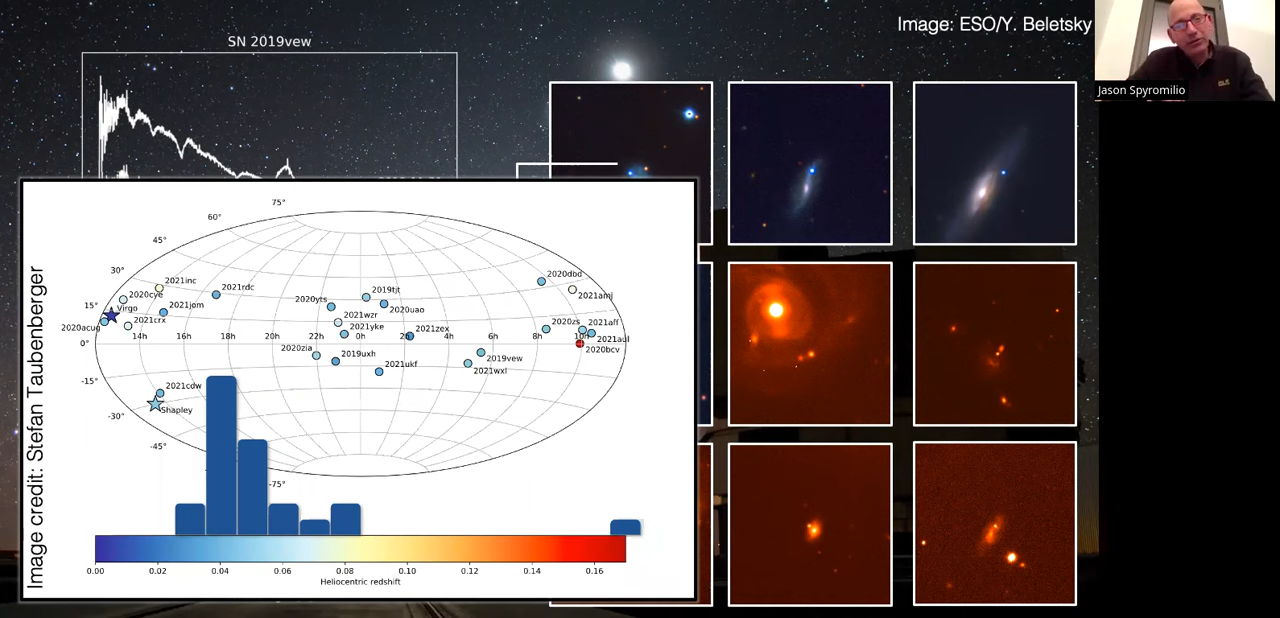 Image: ESO/Y. Beletsky
Jason Spyromilio
SN 2019vew
Image credit: Stefan Taubenberger
75°
60°
45°
30°
15°
0°
-15°
-30°
-45°
-75°
14h
16h
18h
20h
22h
0h
2h
4h
6h
8h
10h
2021inc
2020cye
Virgo
2020acug
2021crx
2021jom
2021rdc
2020yts
2019tjt
2020uao
2021wzr
2021yke
2021zex
2020zia
2019uxh
2021ukf
2019vew
2021wxl
2020dbd
2021amj
2020zs
2021aff
2021aul
2020bcv
2021cdw
Shapley
0.00
0.02
0.04
0.06
0.08
0.10
0.12
0.14
0.16
Heliocentric redshift